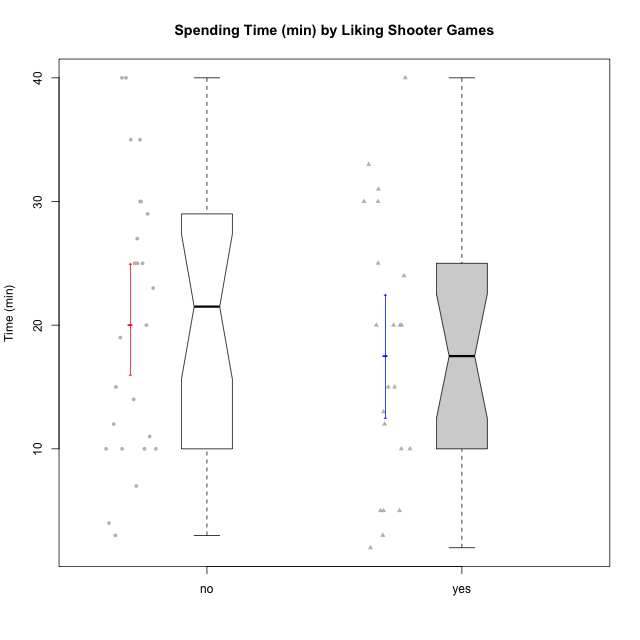 Spending Time (min) by Liking Shooter Games
Time (min)
40
30
20
10
no yes